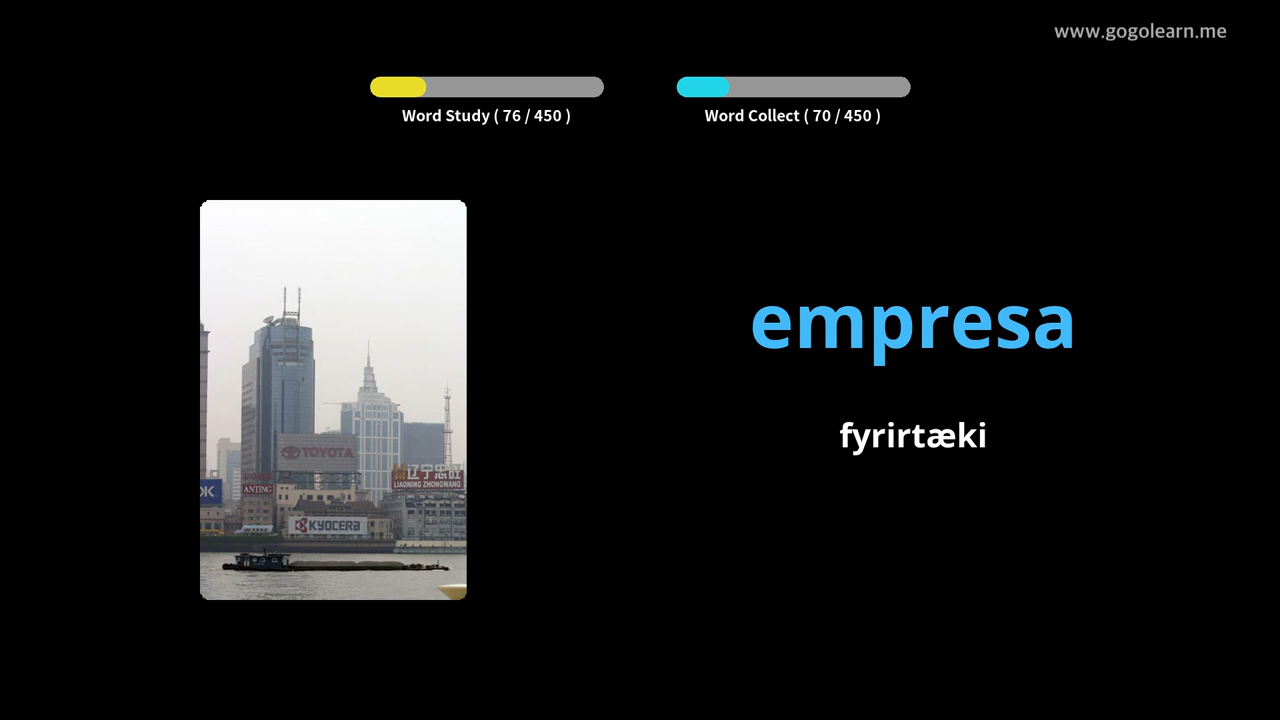 www.gogolearn.me
Word Study ( 76 / 450 )
Word Collect ( 70 / 450 )
empresa
fyrirtæki
TOYOTA
辽宁忠旺
LIAONING ZHONGWANG
ANTING
OK
KYOCERA